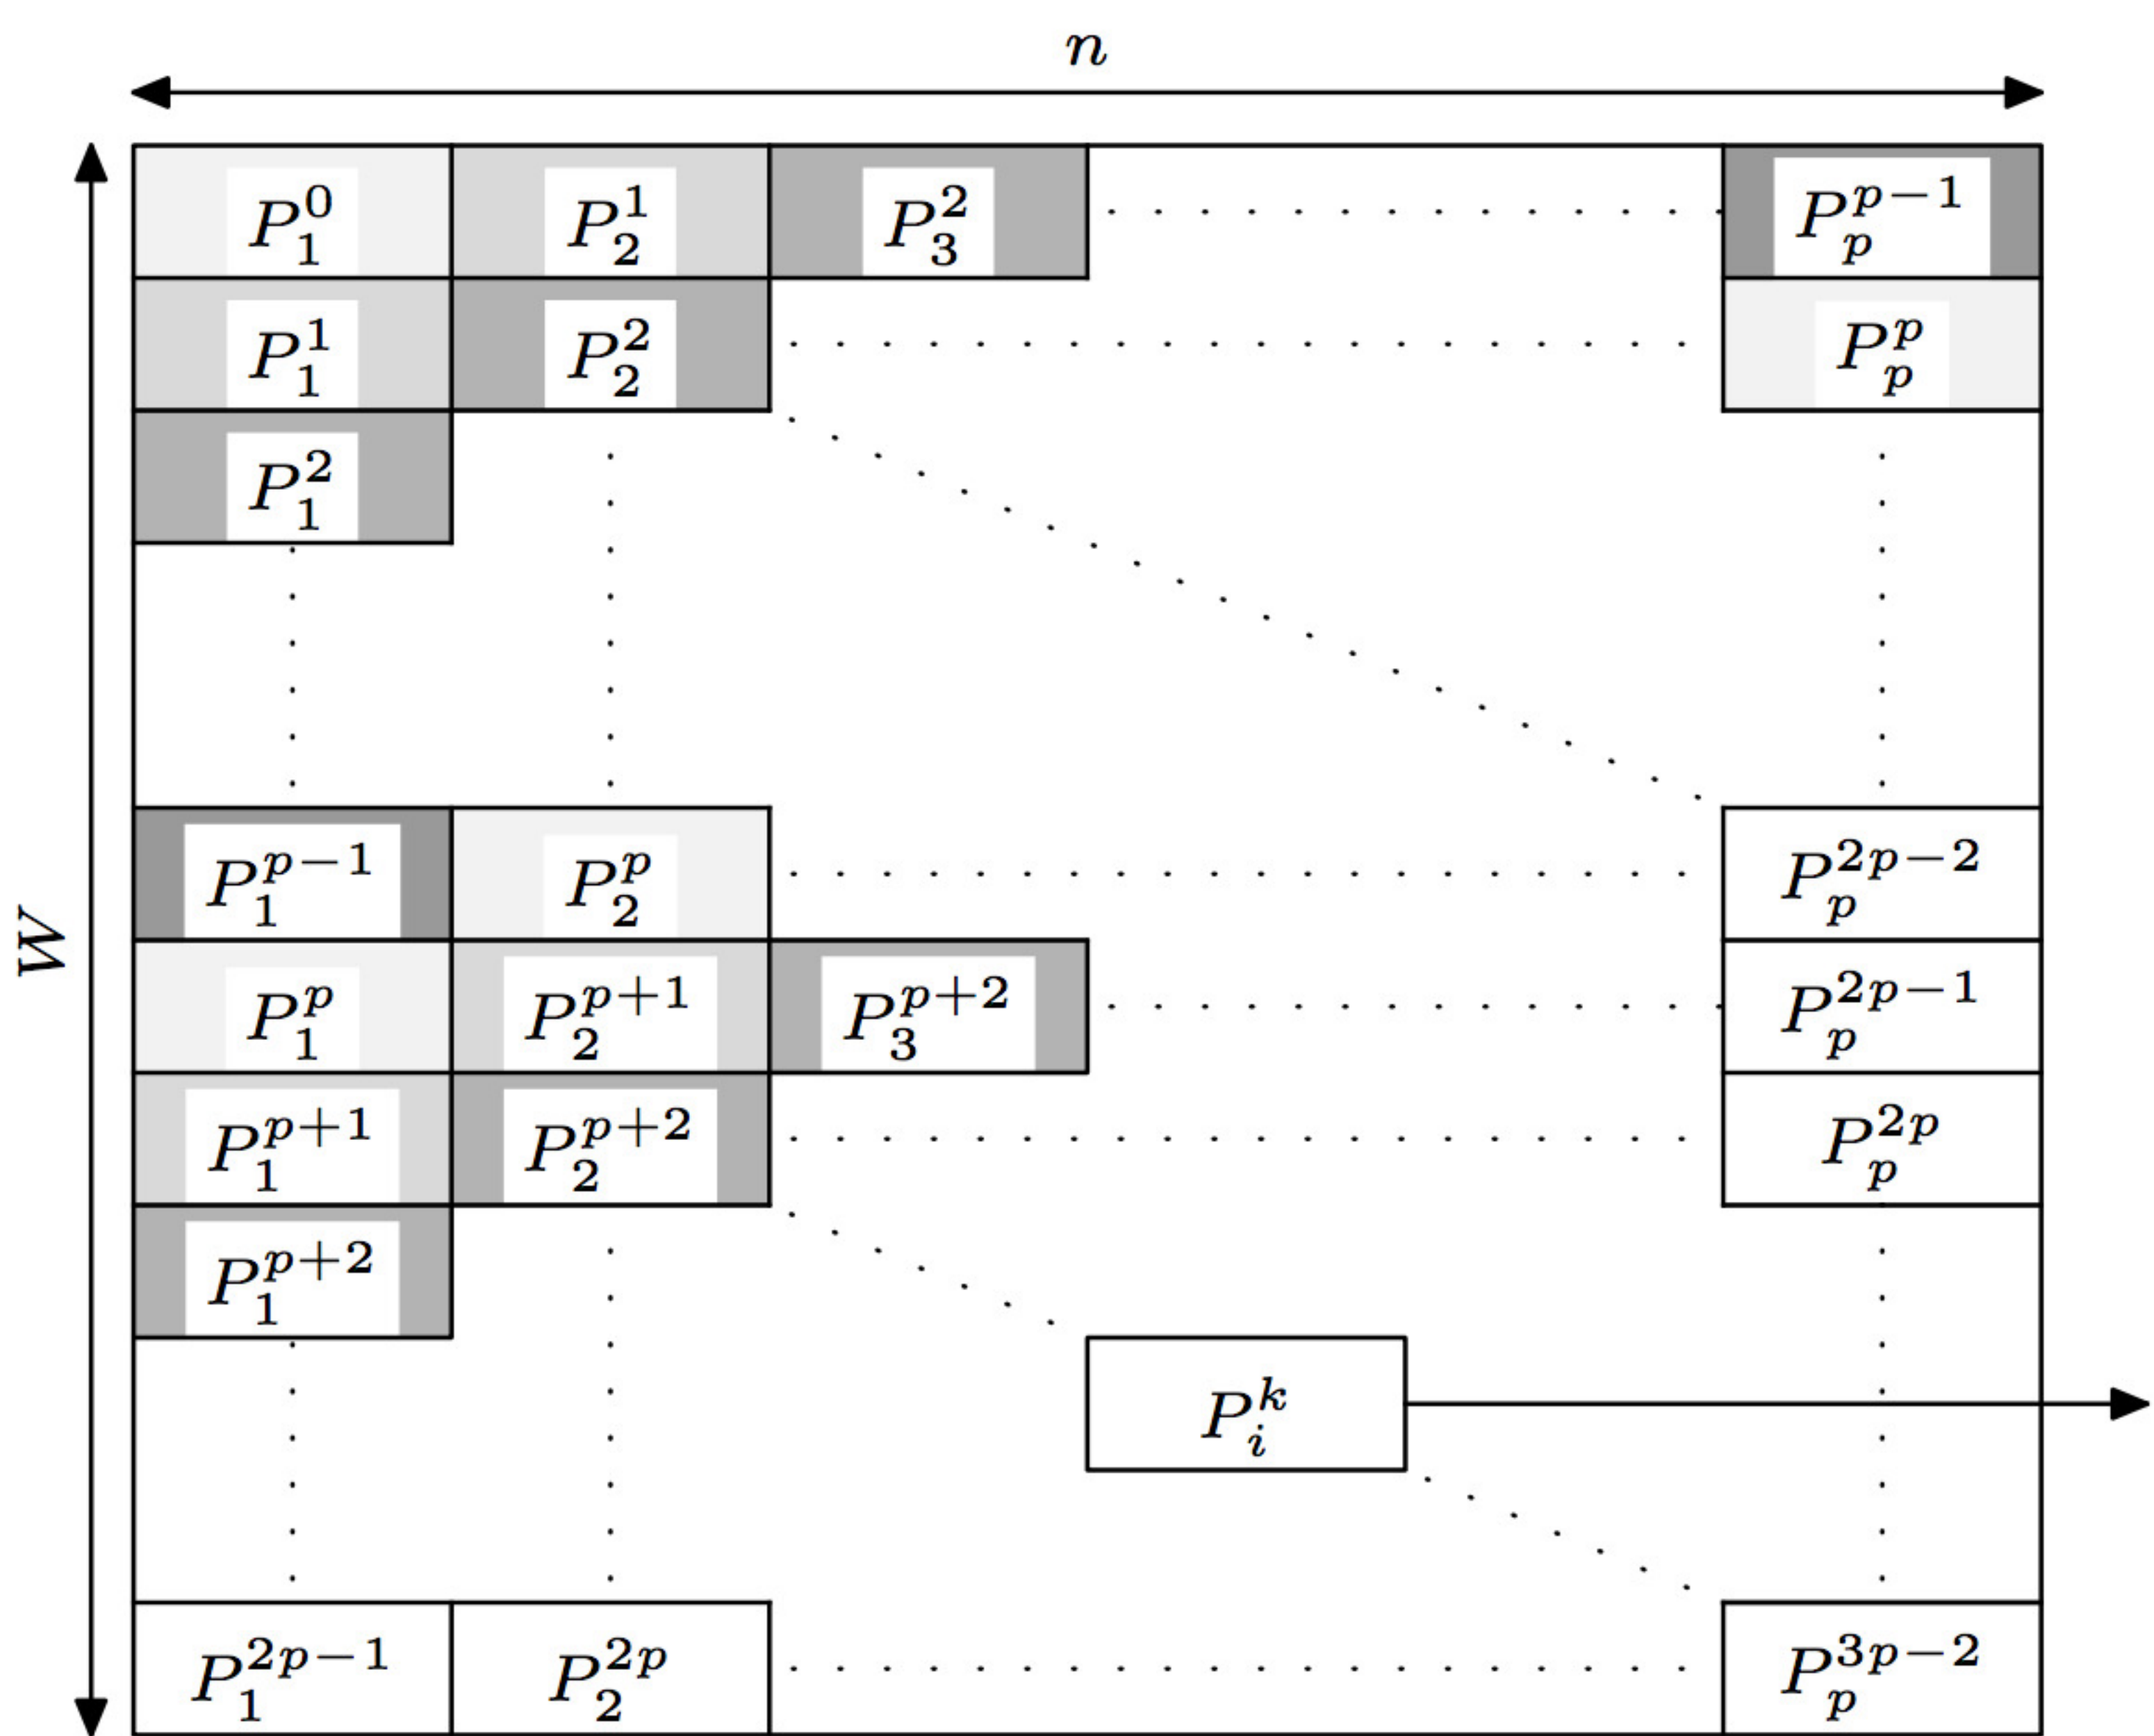 n
P_1^0 P_2^1 P_3^2 . . . . . . . . . . . . . . P_p^{p-1}
P_1^1 P_2^2 . . . . . . . . . . . . . . . . . . . . P_p^p
P_1^2
P_1^{p-1} P_2^p . . . . . . . . . . . . . . . . . . . . P_p^{2p-2}
W
P_1^p P_2^{p+1} P_3^{p+2} . . . . . . . . . . . . . . P_p^{2p-1}
P_1^{p+1} P_2^{p+2} . . . . . . . . . . . . . . . . . . . . P_p^{2p}
P_1^{p+2}
P_i^k
P_1^{2p-1} P_2^{2p} . . . . . . . . . . . . . . . . . . . . P_p^{3p-2}